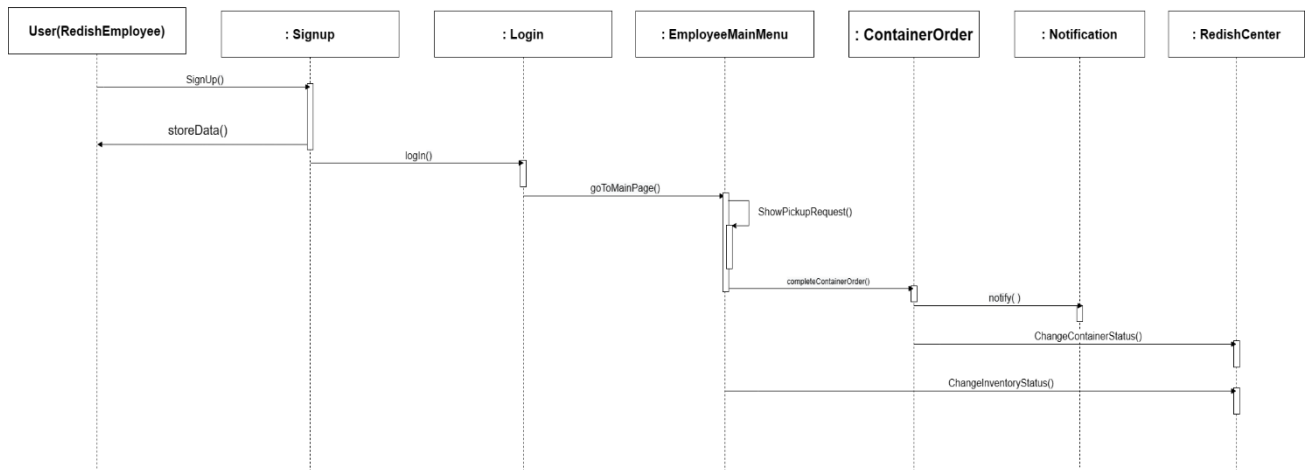 User(RedishEmployee)
: Signup
: Login
: EmployeeMainMenu
: ContainerOrder
: Notification
: RedishCenter
SignUp()
storeData()
logIn()
goToMainPage()
ShowPickupRequest()
completeContainerOrder()
notify( )
ChangeContainerStatus()
ChangeInventoryStatus()